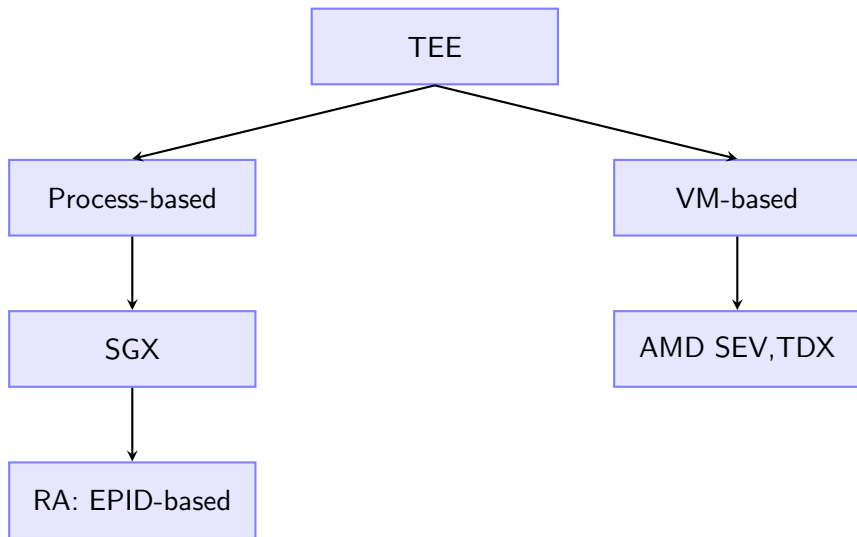 TEE
Process-based
VM-based
SGX
AMD SEV,TDX
RA: EPID-based